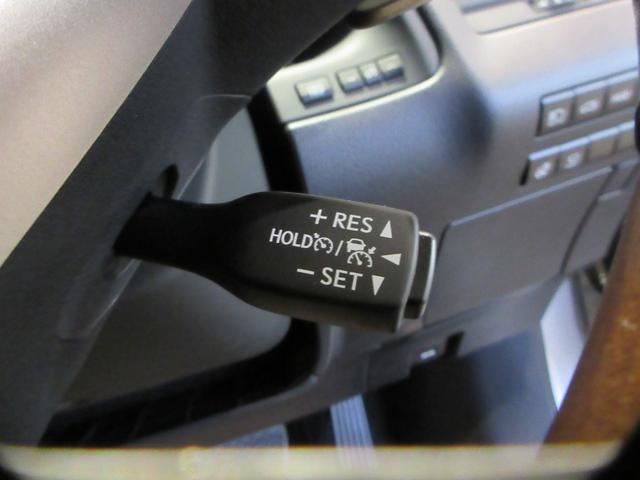 + RES ▲
HOLD / ◀
− SET ▼